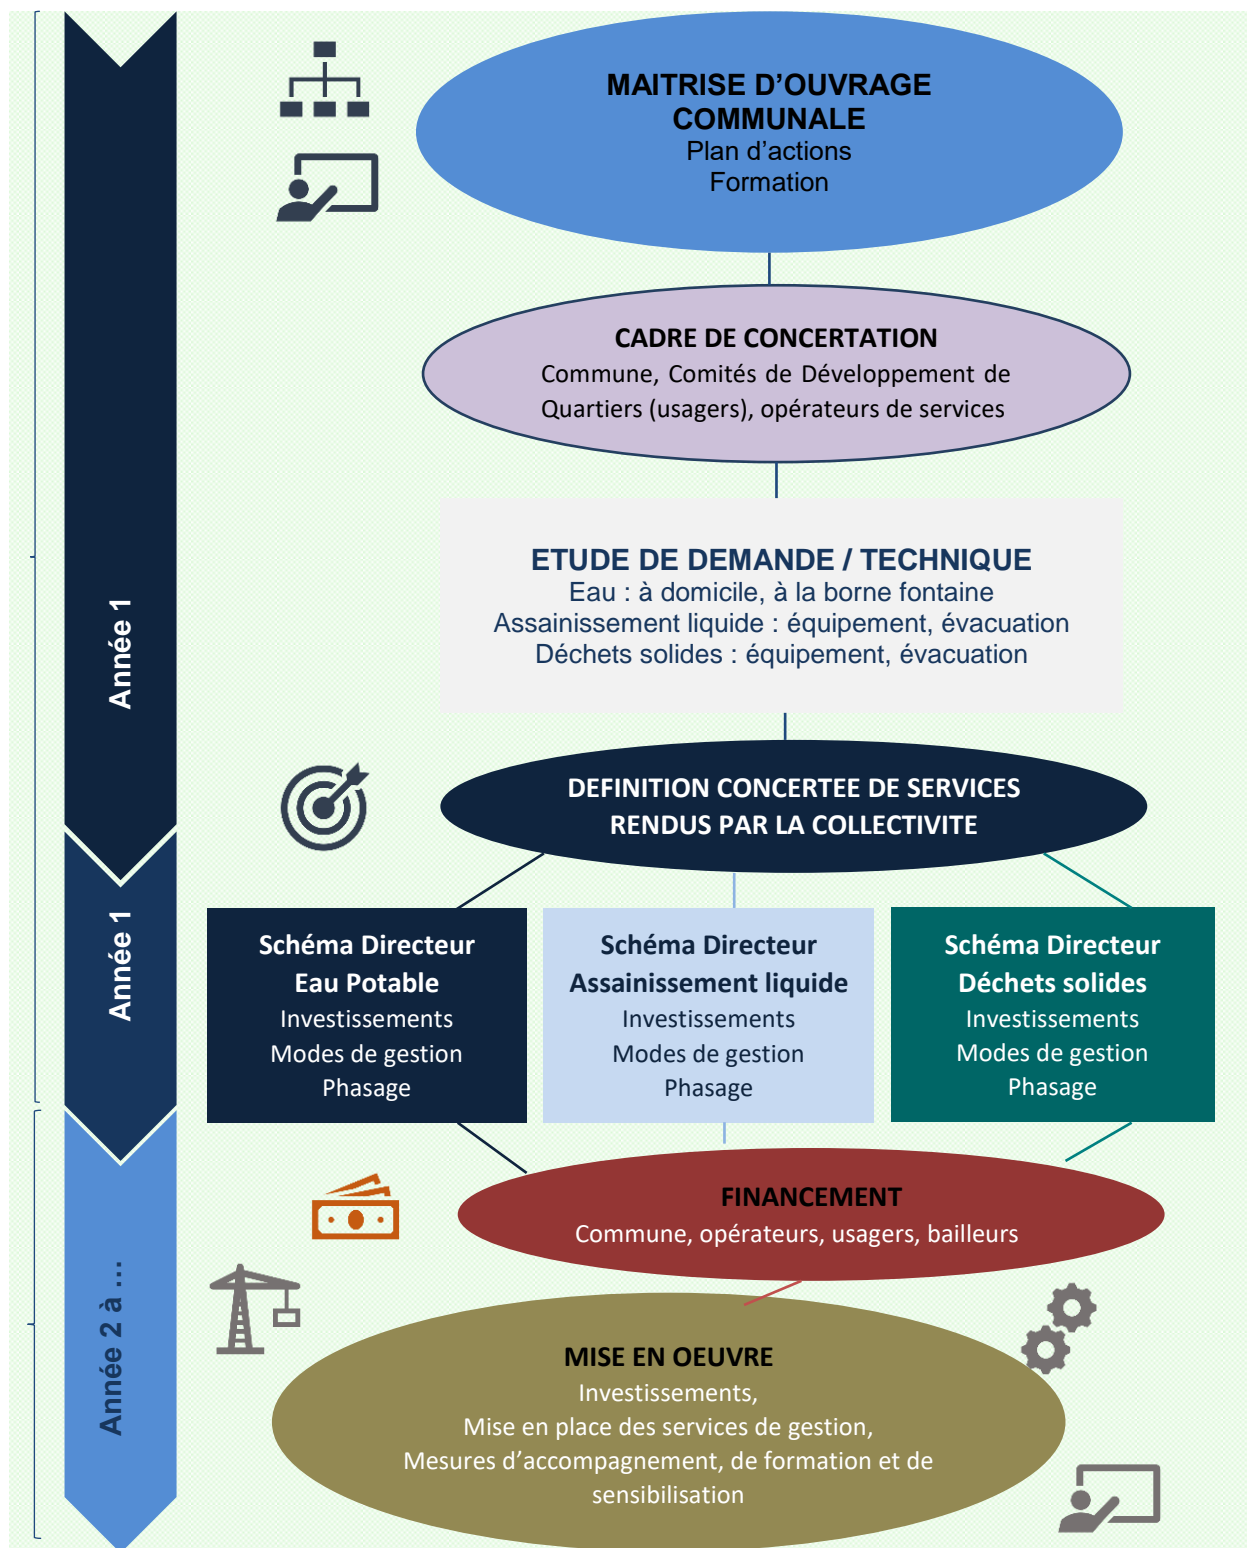 MAITRISE D'OUVRAGE
COMMUNALE
Plan d'actions
Formation
CADRE DE CONCERTATION
Commune, Comités de Développement de
Quartiers (usagers), opérateurs de services
ETUDE DE DEMANDE / TECHNIQUE
Eau : à domicile, à la borne fontaine
Assainissement liquide : équipement, évacuation
Déchets solides : équipement, évacuation
Année 1
DEFINITION CONCERTEE DE SERVICES
RENDUS PAR LA COLLECTIVITE
Année 1
Schéma Directeur
Eau Potable
Investissements
Modes de gestion
Phasage
Schéma Directeur
Assainissement liquide
Investissements
Modes de gestion
Phasage
Schéma Directeur
Déchets solides
Investissements
Modes de gestion
Phasage
FINANCEMENT
Commune, opérateurs, usagers, bailleurs
Année 2 à ...
MISE EN OEUVRE
Investissements,
Mise en place des services de gestion,
Mesures d'accompagnement, de formation et de
sensibilisation